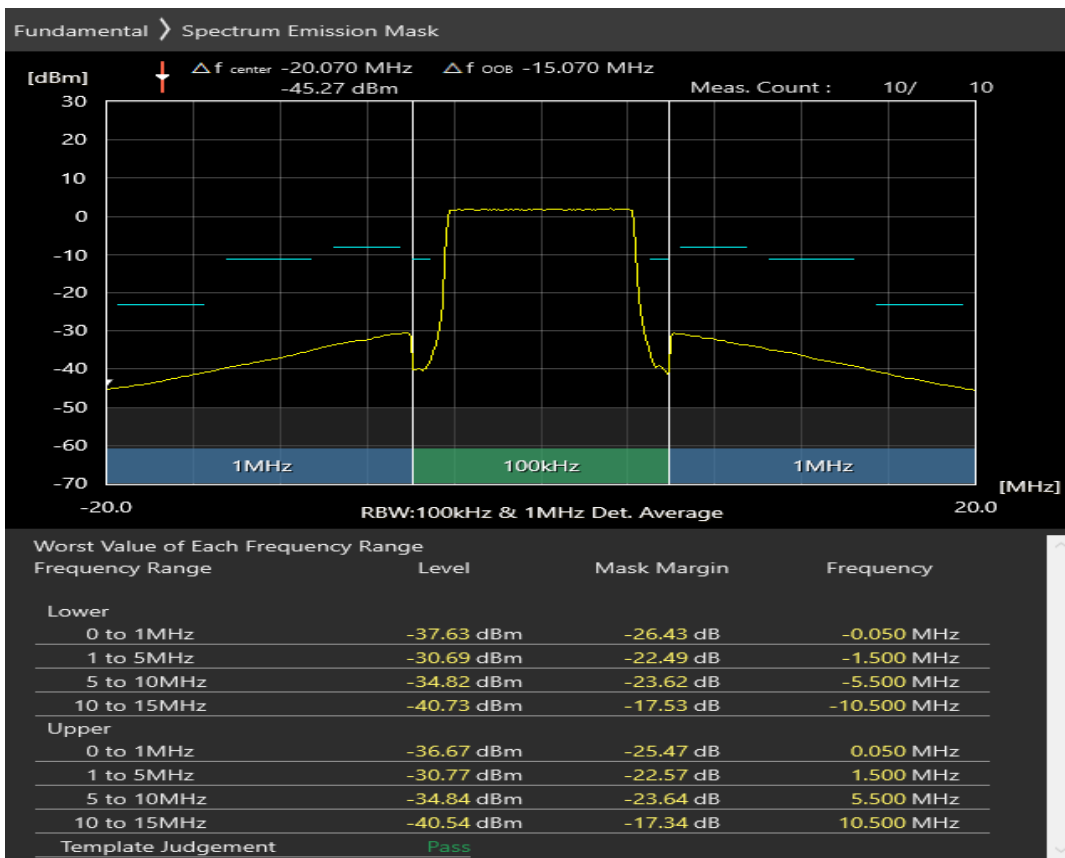 Fundamental 〉 Spectrum Emission Mask
[dBm] △f center -20.070 MHz △f OOB -15.070 MHz
-45.27 dBm Meas. Count : 10/ 10
30
20
10
0
-10
-20
-30
-40
-50
-60
1MHz 100kHz 1MHz
-70 [MHz]
-20.0 RBW:100kHz & 1MHz Det. Average 20.0
Worst Value of Each Frequency Range
Frequency Range Level Mask Margin Frequency
Lower
0 to 1MHz -37.63 dBm -26.43 dB -0.050 MHz
1 to 5MHz -30.69 dBm -22.49 dB -1.500 MHz
5 to 10MHz -34.82 dBm -23.62 dB -5.500 MHz
10 to 15MHz -40.73 dBm -17.53 dB -10.500 MHz
Upper
0 to 1MHz -36.67 dBm -25.47 dB 0.050 MHz
1 to 5MHz -30.77 dBm -22.57 dB 1.500 MHz
5 to 10MHz -34.84 dBm -23.64 dB 5.500 MHz
10 to 15MHz -40.54 dBm -17.34 dB 10.500 MHz
Template Judgement Pass